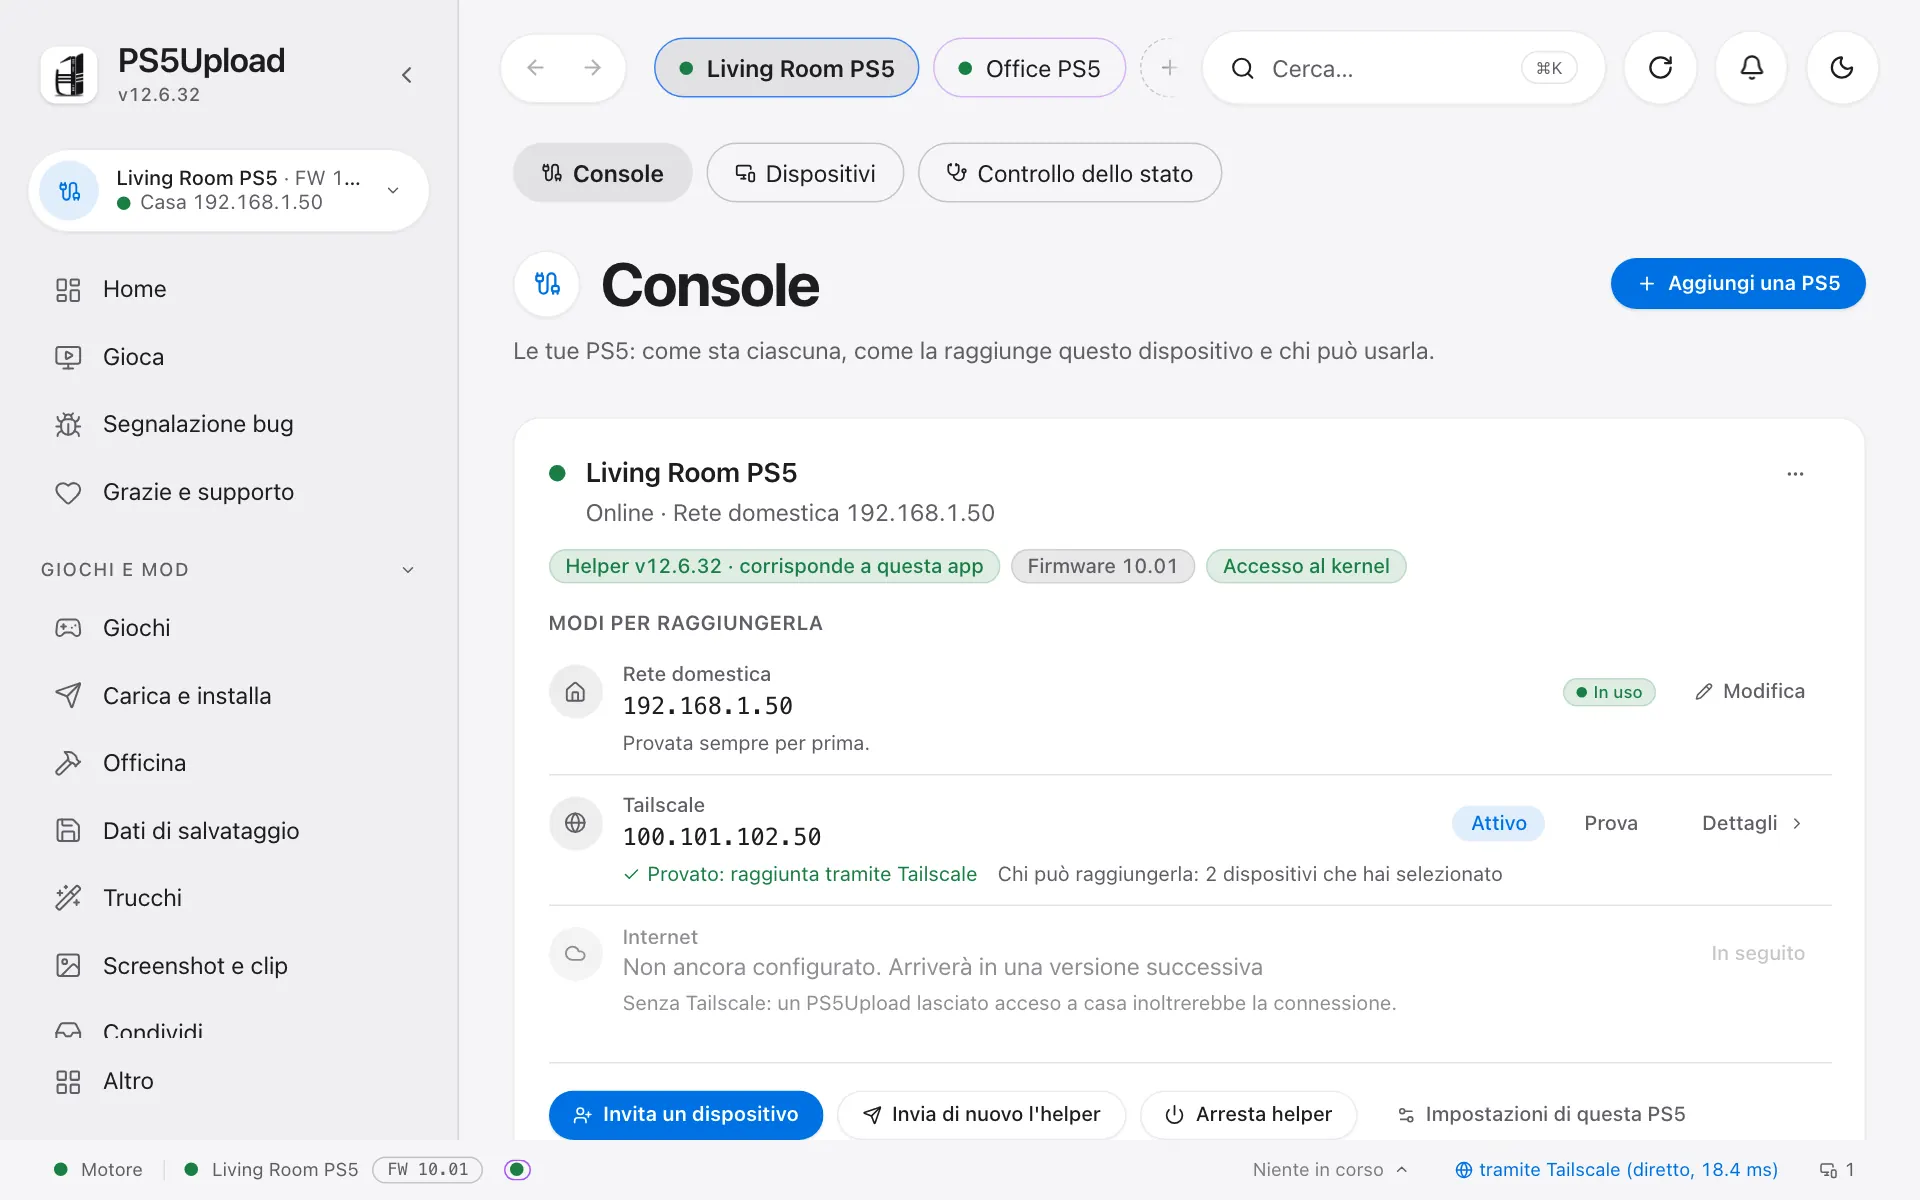 PS5Upload
v12.6.32
Living Room PS5 · FW 1...
Casa 192.168.1.50
Home
Gioca
Segnalazione bug
Grazie e supporto
GIOCHI E MOD
Giochi
Carica e installa
Officina
Dati di salvataggio
Trucchi
Screenshot e clip
Condividi
Altro
Living Room PS5
Office PS5
Cerca...
⌘K
Console
Dispositivi
Controllo dello stato
Console
Aggiungi una PS5
Le tue PS5: come sta ciascuna, come la raggiunge questo dispositivo e chi può usarla.
Living Room PS5
Online · Rete domestica 192.168.1.50
Helper v12.6.32 · corrisponde a questa app
Firmware 10.01
Accesso al kernel
MODI PER RAGGIUNGERLA
Rete domestica
192.168.1.50
Provata sempre per prima.
In uso
Modifica
Tailscale
100.101.102.50
Provato: raggiunta tramite Tailscale
Chi può raggiungerla: 2 dispositivi che hai selezionato
Attivo
Prova
Dettagli
Internet
Non ancora configurato. Arriverà in una versione successiva
Senza Tailscale: un PS5Upload lasciato acceso a casa inoltrerebbe la connessione.
In seguito
Invita un dispositivo
Invia di nuovo l'helper
Arresta helper
Impostazioni di questa PS5
Motore
Living Room PS5
FW 10.01
Niente in corso
tramite Tailscale (diretto, 18.4 ms)
1